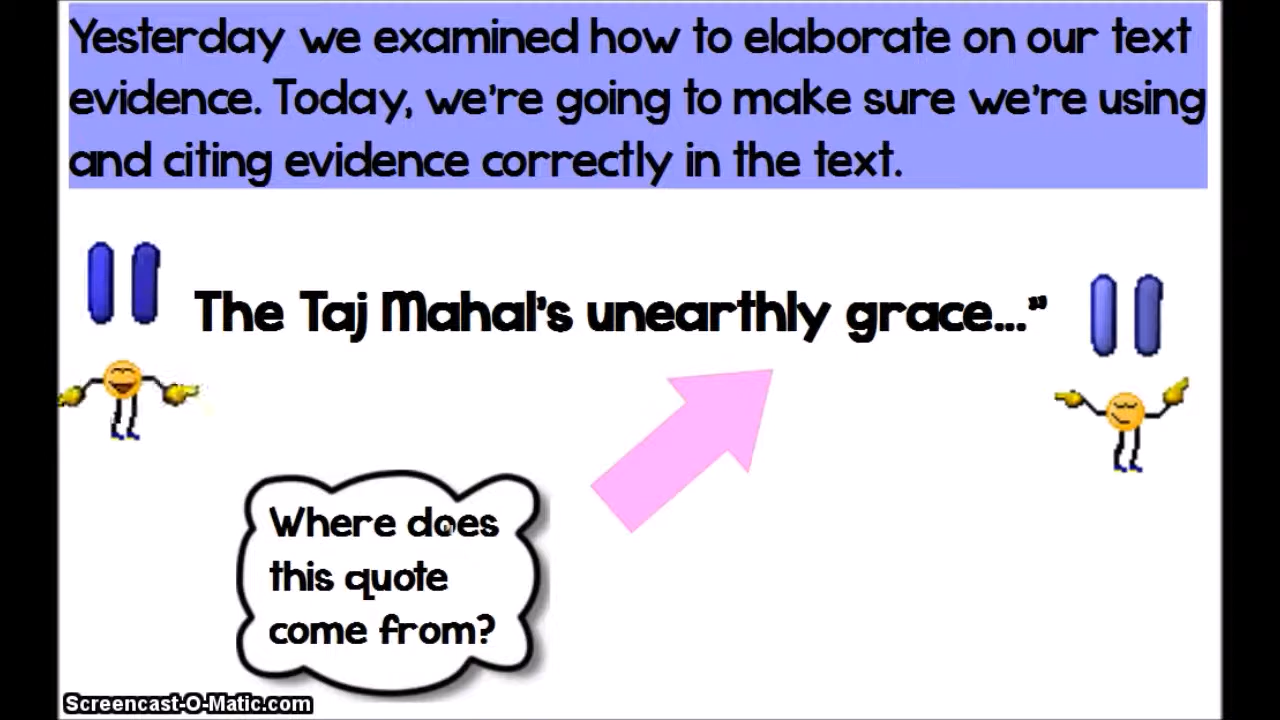 Yesterday we examined how to elaborate on our text
evidence. Today, we're going to make sure we're using
and citing evidence correctly in the text.
The Taj Mahal's unearthly grace..."
Where does
this quote
come from?
Screencast-O-Matic.com